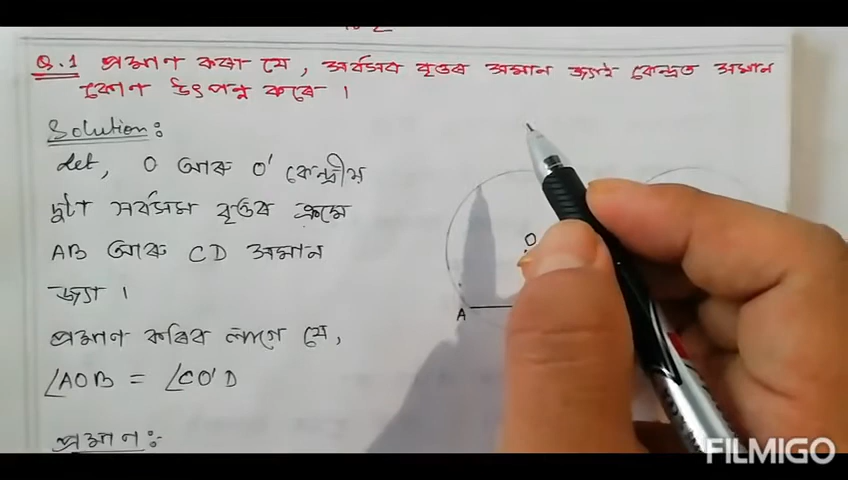 Q.1 প্ৰমাণ কৰা যে, সৰ্বসম বৃত্তৰ সমান জ্যাই কেন্দ্ৰত সমান
কোণ উৎপন্ন কৰে ।
Solution:
Let, O আৰু O' কেন্দ্ৰীয়
দুটা সৰ্বসম বৃত্তৰ ক্ৰমে
AB আৰু CD সমান
জ্যা ।
প্ৰমাণ কৰিব লাগে যে,
∠AOB = ∠CO'D
প্ৰমাণ:-
O
A
FILMIGO